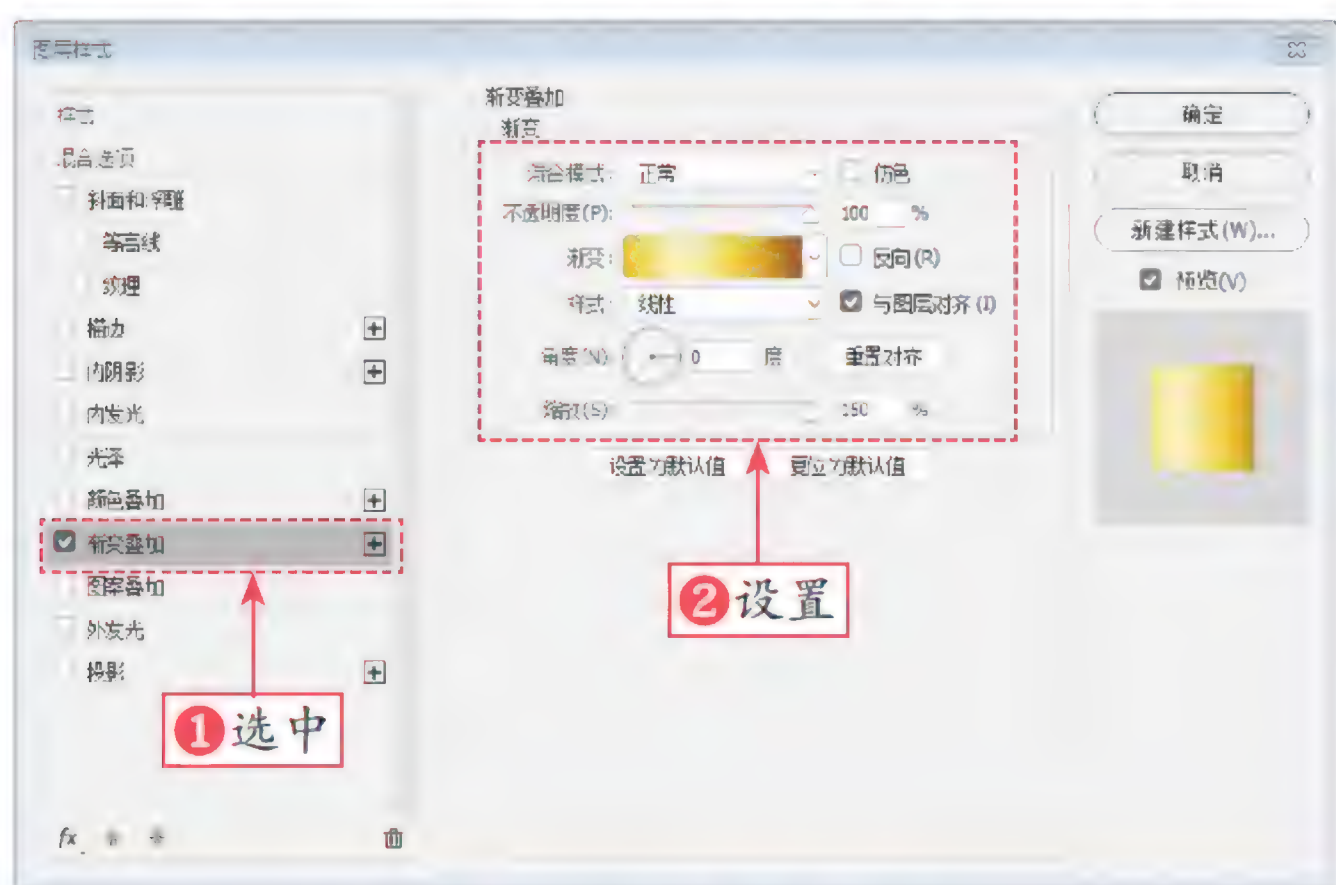 图层样式
样式
混合选项
斜面和浮雕
等高线
纹理
描边
内阴影
内发光
光泽
颜色叠加
渐变叠加
图案叠加
外发光
投影
fx
❶选中
渐变叠加
渐变
混合模式: 正常 仿色
不透明度(P): 100 %
渐变: 反向(R)
样式: 线性 与图层对齐(I)
角度(N) 0 度 重置对齐
缩放(S) 150 %
设置为默认值 复位为默认值
❷设置
确定
取消
新建样式(W)...
预览(V)